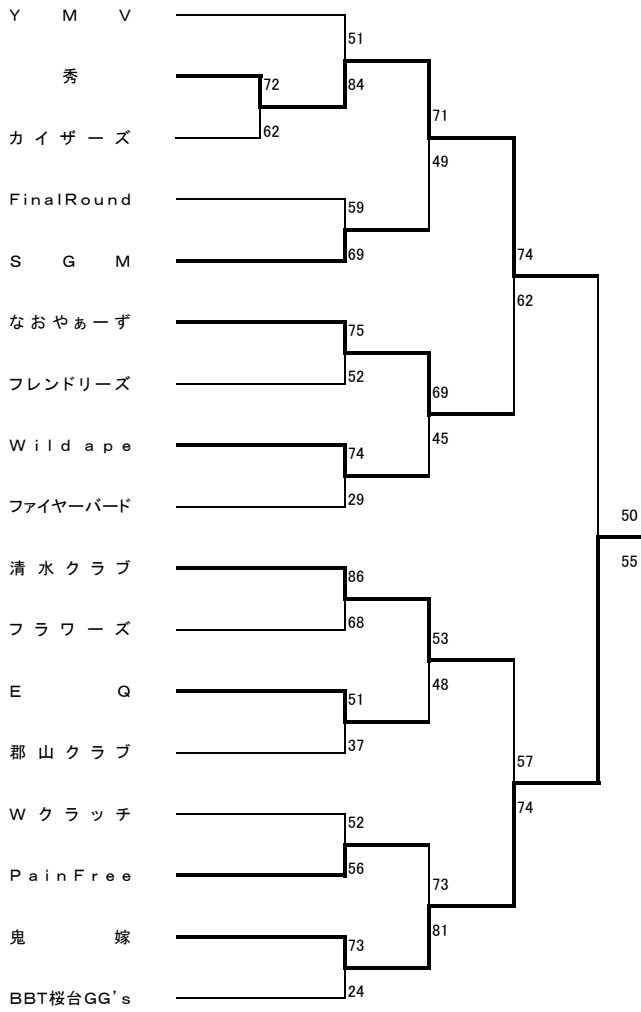 ＹＭＶ
51
秀
72
84
カイザーズ
62
71
49
FinalRound
59
ＳＧＭ
69
74
62
なおやぁーず
75
フレンドリーズ
52
69
45
Wild ape
74
ファイヤーバード
29
50
55
清水クラブ
86
フラワーズ
68
53
48
ＥＱ
51
郡山クラブ
37
57
74
Ｗクラッチ
52
PainFree
56
73
81
鬼嫁
73
BBT桜台GG's
24